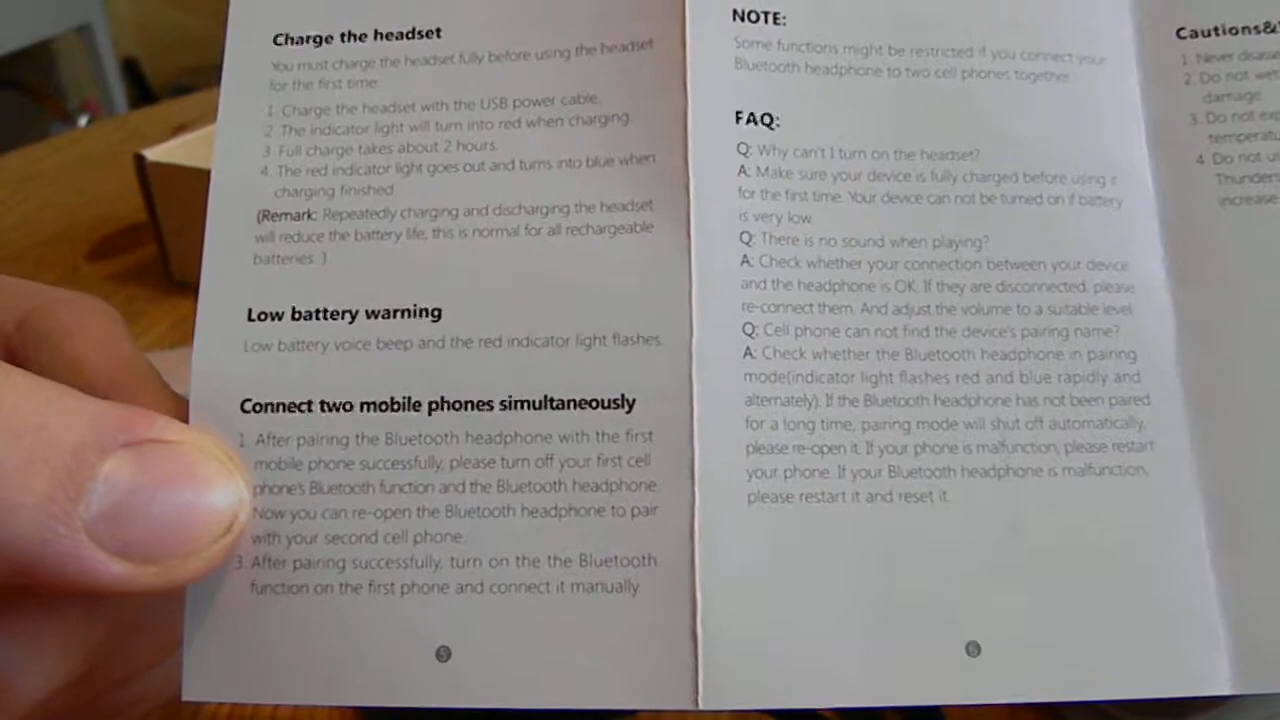 Charge the headset
You must charge the headset fully before using the headset
for the first time.
1. Charge the headset with the USB power cable.
2. The indicator light will turn into red when charging.
3. Full charge takes about 2 hours.
4. The red indicator light goes out and turns into blue when
charging finished.
(Remark: Repeatedly charging and discharging the headset
will reduce the battery life, this is normal for all rechargeable
batteries. )
Low battery warning
Low battery voice beep and the red indicator light flashes.
Connect two mobile phones simultaneously
1. After pairing the Bluetooth headphone with the first
mobile phone successfully, please turn off your first cell
phone's Bluetooth function and the Bluetooth headphone.
Now you can re-open the Bluetooth headphone to pair
with your second cell phone.
3. After pairing successfully, turn on the the Bluetooth
function on the first phone and connect it manually.
5
NOTE:
Some functions might be restricted if you connect your
Bluetooth headphone to two cell phones together.
FAQ:
Q: Why can't I turn on the headset?
A: Make sure your device is fully charged before using it
for the first time. Your device can not be turned on if battery
is very low.
Q: There is no sound when playing?
A: Check whether your connection between your device
and the headphone is OK. If they are disconnected, please
re-connect them. And adjust the volume to a suitable level.
Q: Cell phone can not find the device's pairing name?
A: Check whether the Bluetooth headphone in pairing
mode(indicator light flashes red and blue rapidly and
alternately). If the Bluetooth headphone has not been paired
for a long time, pairing mode will shut off automatically,
please re-open it. If your phone is malfunction, please restart
your phone. If your Bluetooth headphone is malfunction,
please restart it and reset it.
Cautions&
1. Never
2. Do not wet
damage.
3. Do not
4. Do not
increase